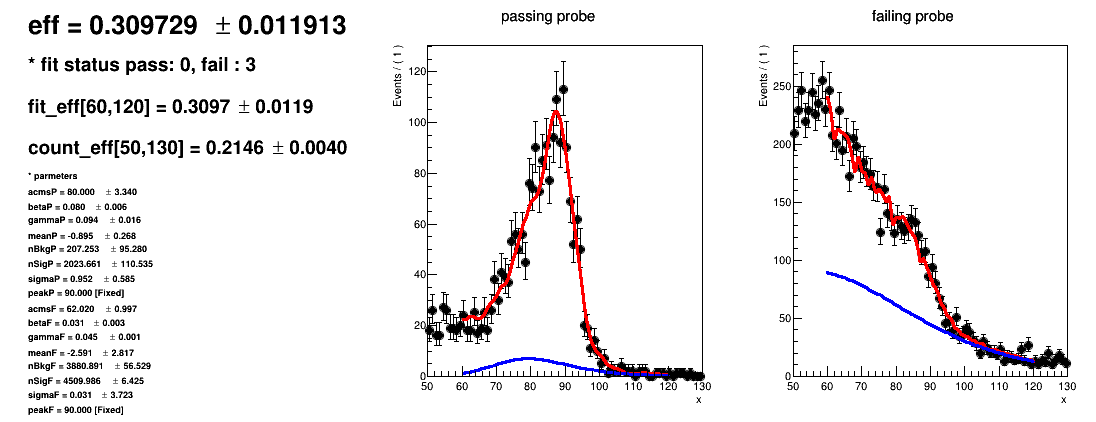 eff = 0.309729 ± 0.011913
* fit status pass: 0, fail : 3
fit_eff[60,120] = 0.3097 ± 0.0119
count_eff[50,130] = 0.2146 ± 0.0040
* parmeters
acmsP = 80.000 ± 3.340
betaP = 0.080 ± 0.006
gammaP = 0.094 ± 0.016
meanP = -0.895 ± 0.268
nBkgP = 207.253 ± 95.280
nSigP = 2023.661 ± 110.535
sigmaP = 0.952 ± 0.585
peakP = 90.000 [Fixed]
acmsF = 62.020 ± 0.997
betaF = 0.031 ± 0.003
gammaF = 0.045 ± 0.001
meanF = -2.591 ± 2.817
nBkgF = 3880.891 ± 56.529
nSigF = 4509.986 ± 6.425
sigmaF = 0.031 ± 3.723
peakF = 90.000 [Fixed]
passing probe
Events / ( 1 )
120
100
80
60
40
20
0
50 60 70 80 90 100 110 120 130
x
failing probe
Events / ( 1 )
250
200
150
100
50
0
50 60 70 80 90 100 110 120 130
x